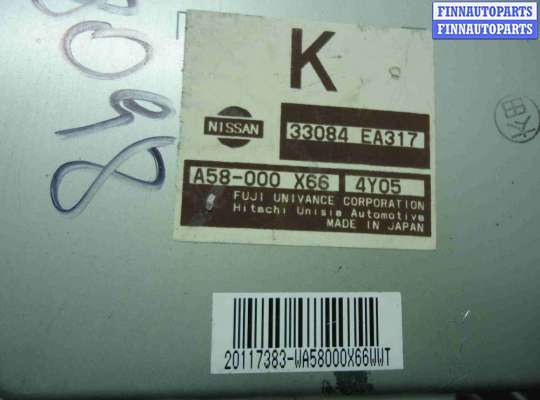 FINNAUTOPARTS
FINNAUTOPARTS
K
NISSAN
33084 EA317
A58-000 X66 4Y05
FUJI UNIVANCE CORPORATION
Hitachi Unisia Automotive
MADE IN JAPAN
20117383-WA58000X66WWT